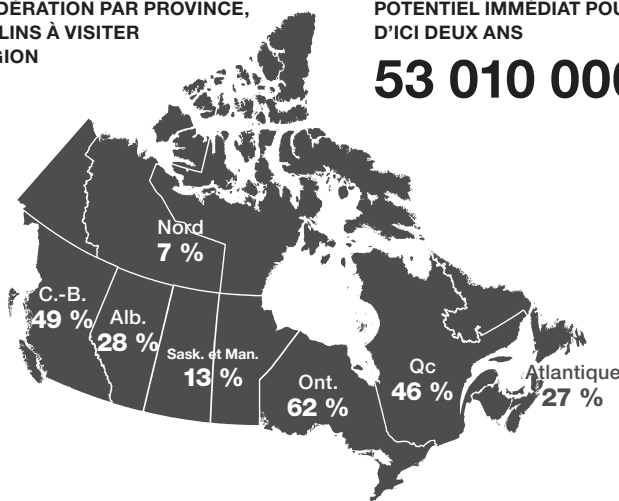 DÉRATION PAR PROVINCE,
LINS À VISITER
GION
POTENTIEL IMMÉDIAT POU
D'ICI DEUX ANS
53 010 000
Nord
7 %
C.-B.
49 %
Alb.
28 %
Sask. et Man.
13 %
Ont.
62 %
Qc
46 %
Atlantique
27 %